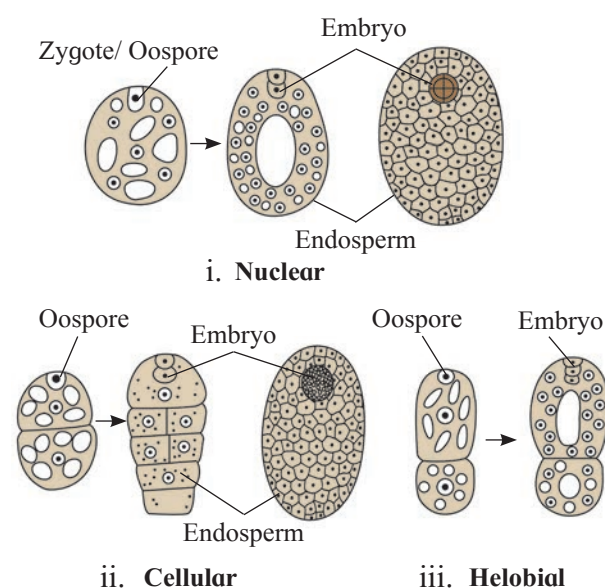 Embryo
Zygote/ Oospore
Endosperm
i. Nuclear
Oospore
Embryo
Oospore
Embryo
Endosperm
ii. Cellular
iii. Helobial